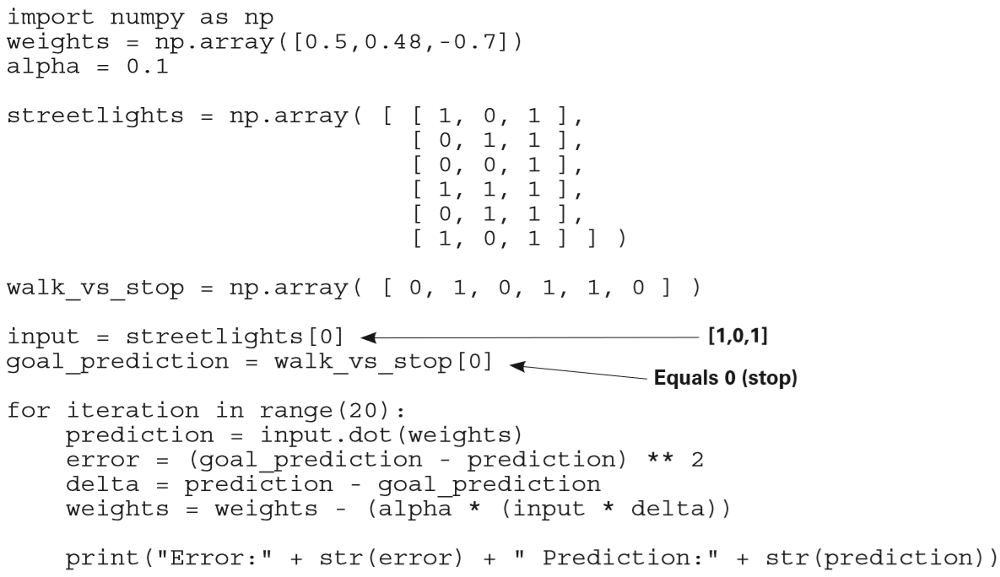 import numpy as np
weights = np.array([0.5,0.48,-0.7])
alpha = 0.1
streetlights = np.array( [ [ 1, 0, 1 ],
[ 0, 1, 1 ],
[ 0, 0, 1 ],
[ 1, 1, 1 ],
[ 0, 1, 1 ],
[ 1, 0, 1 ] ] )
walk_vs_stop = np.array( [ 0, 1, 0, 1, 1, 0 ] )
input = streetlights[0] [1,0,1]
goal_prediction = walk_vs_stop[0]
Equals 0 (stop)
for iteration in range(20):
prediction = input.dot(weights)
error = (goal_prediction - prediction) ** 2
delta = prediction - goal_prediction
weights = weights - (alpha * (input * delta))
print("Error:" + str(error) + " Prediction:" + str(prediction))